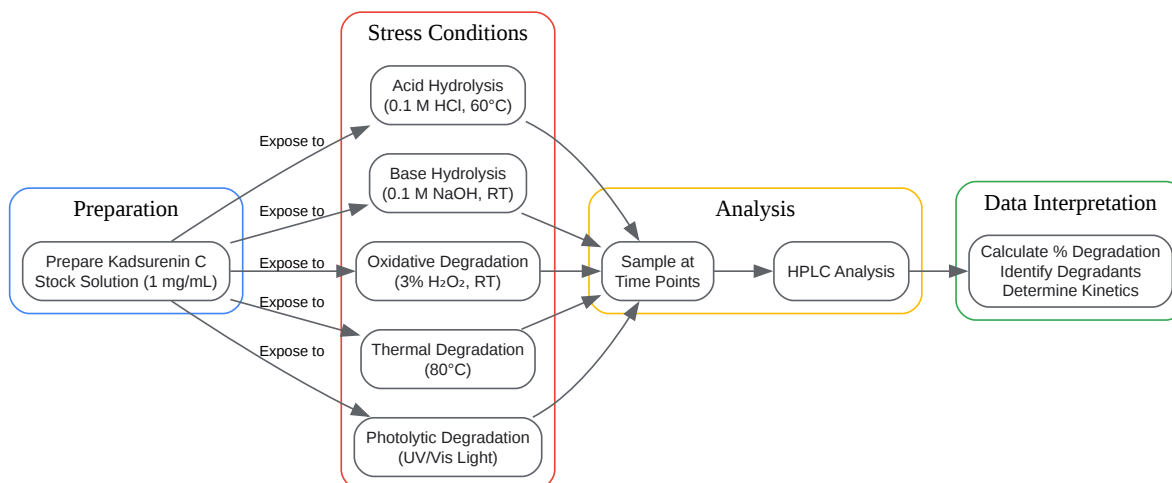 Preparation
Prepare Kadsurenin C
Stock Solution (1 mg/mL)
Expose to
Expose to
Expose to
Expose to
Expose to
Stress Conditions
Acid Hydrolysis
(0.1 M HCl, 60°C)
Base Hydrolysis
(0.1 M NaOH, RT)
Oxidative Degradation
(3% H₂O₂, RT)
Thermal Degradation
(80°C)
Photolytic Degradation
(UV/Vis Light)
Analysis
Sample at
Time Points
HPLC Analysis
Data Interpretation
Calculate % Degradation
Identify Degradants
Determine Kinetics